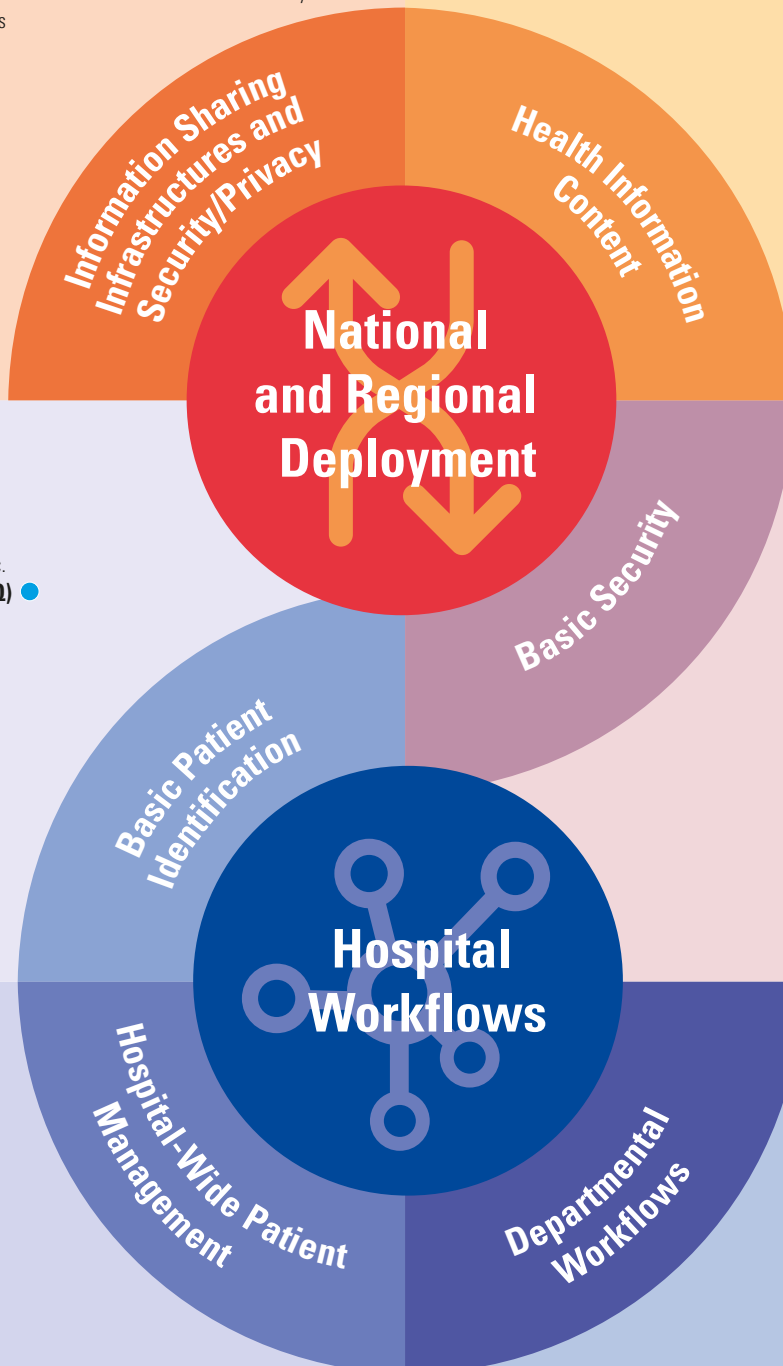 s
Information Sharing
Infrastructures and
Security/Privacy
Health Information
Content
National
and Regional
Deployment
Basic Security
Basic Patient
Identification
Hospital
Workflows
Hospital-Wide Patient
Management
Departmental
Workflows